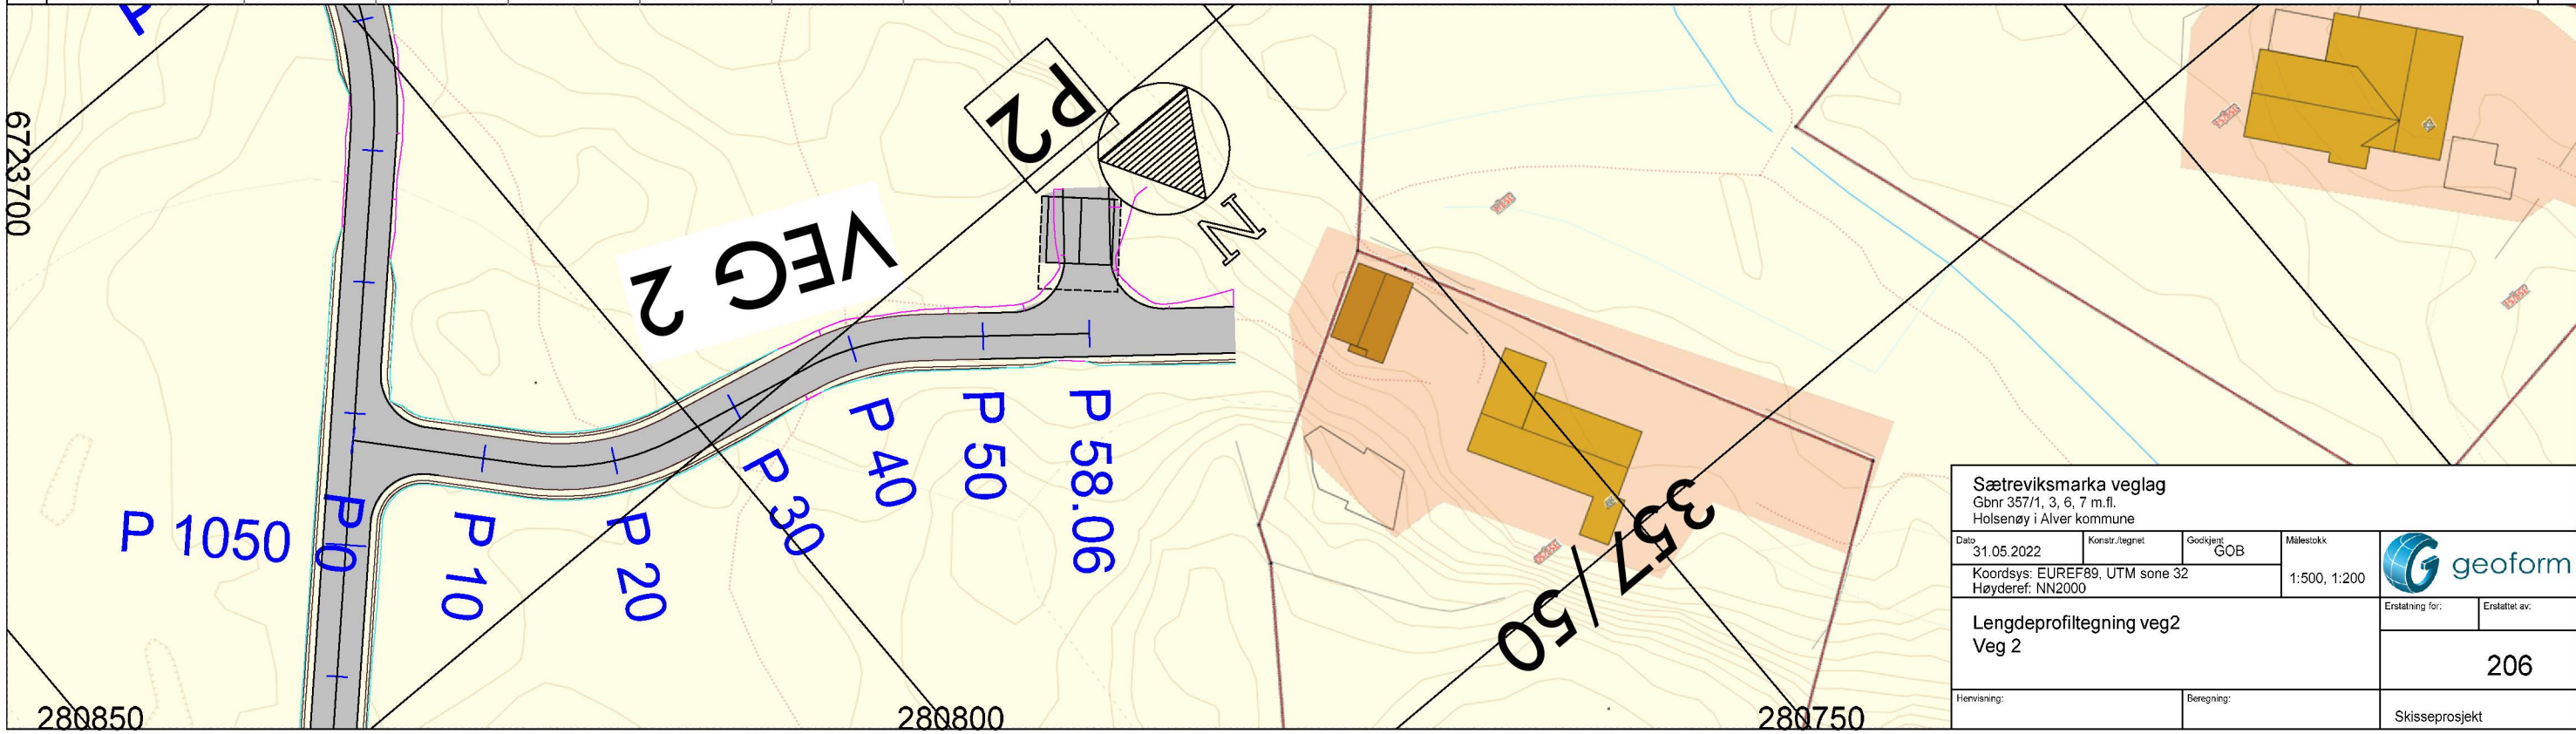 P
6723700
P2
N
VEG 2
P 1050
P 0
P 10
P 20
P 30
P 40
P 50
P 58.06
357/50
280850
280800
280750
Sætreviksmarka veglag
Gbnr 357/1, 3, 6, 7 m.fl.
Holsenøy i Alver kommune
Dato
31.05.2022
Konstr./tegnet
Godkjent
GOB
Målestokk
1:500, 1:200
Koordsys: EUREF89, UTM sone 32
Høyderef: NN2000
geoform
Lengdeprofiltegning veg2
Veg 2
Erstatning for:
Erstattet av:
206
Henvisning:
Beregning:
Skisseprosjekt